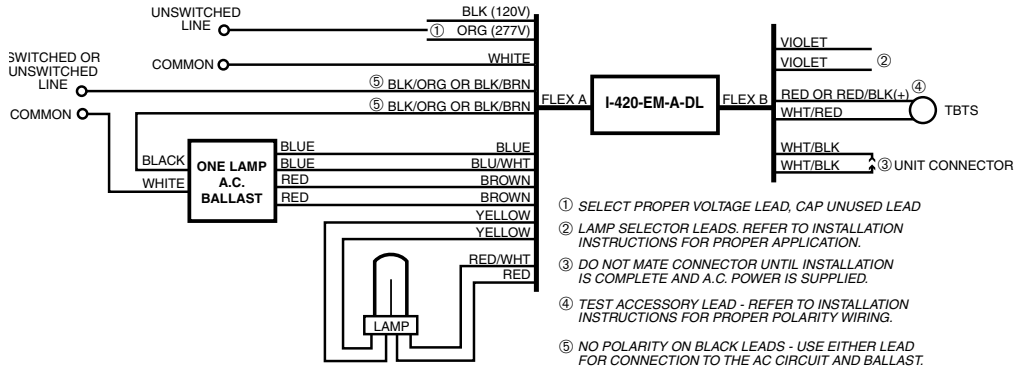 UNSWITCHED
LINE
BLK (120V)
① ORG (277V)
COMMON
WHITE
SWITCHED OR
UNSWITCHED
LINE
⑤ BLK/ORG OR BLK/BRN
COMMON
⑤ BLK/ORG OR BLK/BRN
BLACK
WHITE
ONE LAMP
A.C.
BALLAST
BLUE
BLUE
RED
RED
BLUE
BLU/WHT
BROWN
BROWN
YELLOW
YELLOW
RED/WHT
RED
LAMP
FLEX A
I-420-EM-A-DL
FLEX B
VIOLET
VIOLET
②
RED OR RED/BLK(+) ④
WHT/RED
TBTS
WHT/BLK
WHT/BLK
③ UNIT CONNECTOR
① SELECT PROPER VOLTAGE LEAD, CAP UNUSED LEAD
② LAMP SELECTOR LEADS. REFER TO INSTALLATION
INSTRUCTIONS FOR PROPER APPLICATION.
③ DO NOT MATE CONNECTOR UNTIL INSTALLATION
IS COMPLETE AND A.C. POWER IS SUPPLIED.
④ TEST ACCESSORY LEAD - REFER TO INSTALLATION
INSTRUCTIONS FOR PROPER POLARITY WIRING.
⑤ NO POLARITY ON BLACK LEADS - USE EITHER LEAD
FOR CONNECTION TO THE AC CIRCUIT AND BALLAST.